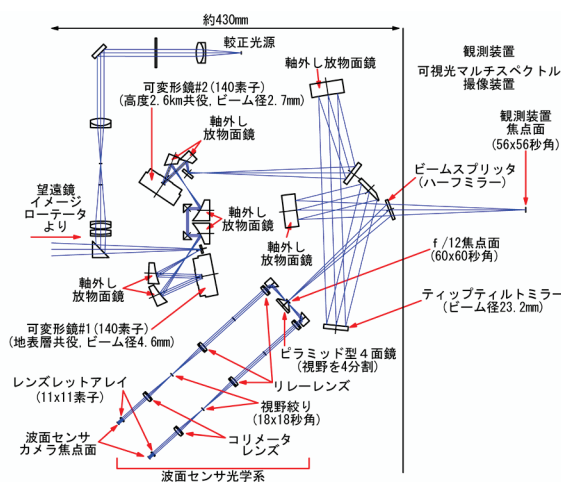 約430mm
較正光源
可変形鏡#2(140素子)
(高度2.6km共役,ビーム径2.7mm)
軸外し
放物面鏡
軸外し放物面鏡
観測装置
可視光マルチスペクトル
撮像装置
観測装置
焦点面
(56x56秒角)
ビームスプリッタ
(ハーフミラー)
望遠鏡
イメージ
ローテータ
より
軸外し
放物面鏡
軸外し
放物面鏡
f/12焦点面
(60x60秒角)
軸外し
放物面鏡
ティップティルトミラー
(ビーム径23.2mm)
可変形鏡#1(140素子)
(地表層共役,ビーム径4.6mm)
ピラミッド型4面鏡
(視野を4分割)
リレーレンズ
レンズレットアレイ
(11x11素子)
視野絞り
(18x18秒角)
波面センサ
カメラ焦点面
コリメータ
レンズ
波面センサ光学系